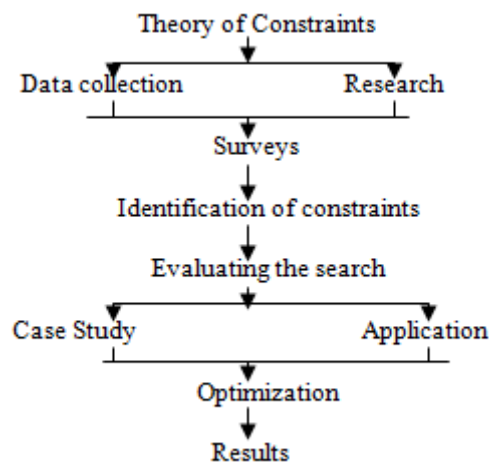 Theory of Constraints
Data collection Research
Surveys
Identification of constraints
Evaluating the search
Case Study Application
Optimization
Results